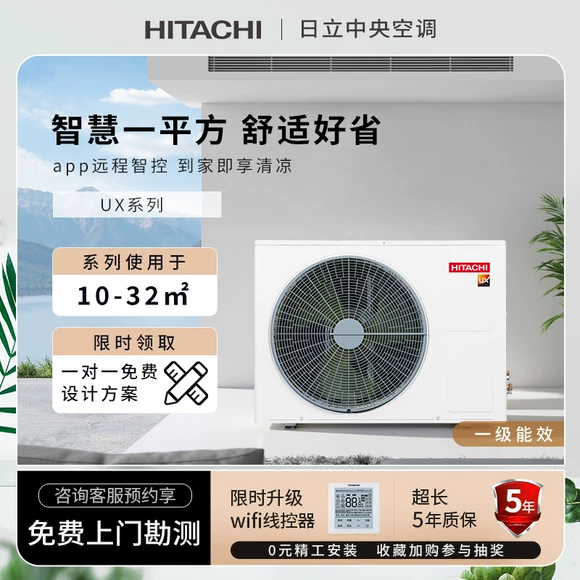 HITACHI 日立中央空调
智慧一平方 舒适好省
app远程智控 到家即享清凉
UX系列
系列使用于
10-32㎡
限时领取
一对一免费
设计方案
HITACHI
UX
一级能效
咨询客服预约享
免费上门勘测
限时升级
wifi线控器
HITACHI
88
超长
5年质保
5年
0元精工安装 收藏加购参与抽奖